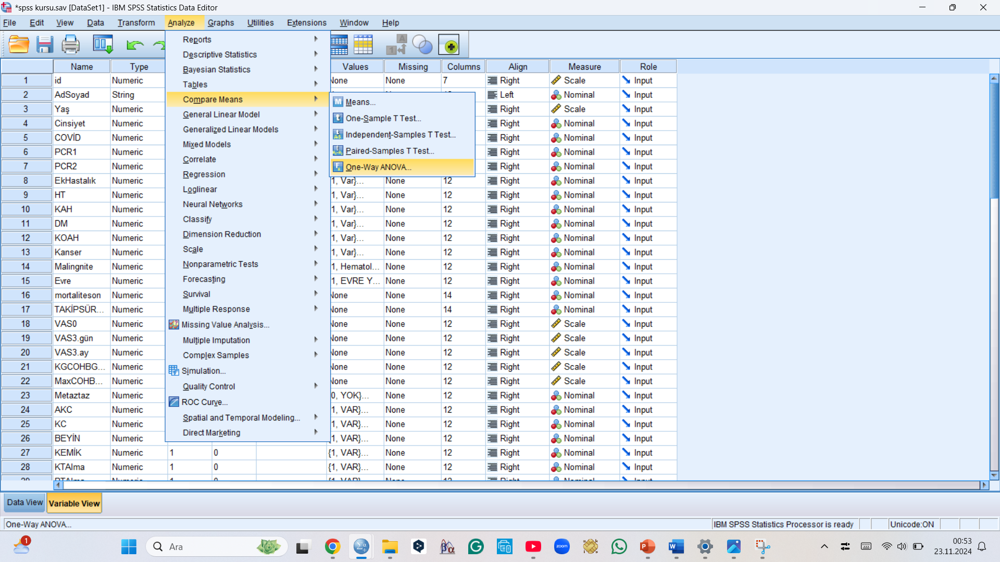 *spss kursu.sav [DataSet1] - IBM SPSS Statistics Data Editor
File Edit View Data Transform Analyze Graphs Utilities Extensions Window Help
Reports
Descriptive Statistics
Bayesian Statistics
Tables
Compare Means
General Linear Model
Generalized Linear Models
Mixed Models
Correlate
Regression
Loglinear
Neural Networks
Classify
Dimension Reduction
Scale
Nonparametric Tests
Forecasting
Survival
Multiple Response
Missing Value Analysis...
Multiple Imputation
Complex Samples
Simulation...
Quality Control
ROC Curve...
Spatial and Temporal Modeling...
Direct Marketing
Means...
One-Sample T Test...
Independent-Samples T Test...
Paired-Samples T Test...
One-Way ANOVA...
Name Type Values Missing Columns Align Measure Role
1 id Numeric None None 7 Right Scale Input
2 AdSoyad String Left Nominal Input
3 Yaş Numeric Right Scale Input
4 Cinsiyet Numeric Right Nominal Input
5 COVİD Numeric Right Nominal Input
6 PCR1 Numeric Right Nominal Input
7 PCR2 Numeric Right Nominal Input
8 EkHastalık Numeric 1, Var}... None 12 Right Nominal Input
9 HT Numeric 1, Var}... None 12 Right Nominal Input
10 KAH Numeric 1, Var}... None 12 Right Nominal Input
11 DM Numeric 1, Var}... None 12 Right Nominal Input
12 KOAH Numeric 1, Var}... None 12 Right Nominal Input
13 Kanser Numeric 1, Var}... None 12 Right Nominal Input
14 Malingnite Numeric 1, Hematol... None 12 Right Nominal Input
15 Evre Numeric 1, EVRE Y... None 12 Right Nominal Input
16 mortaliteson Numeric None None 14 Right Nominal Input
17 TAKİPSÜR... Numeric None None 14 Right Nominal Input
18 VAS0 Numeric None None 12 Right Scale Input
19 VAS3.gün Numeric None None 12 Right Scale Input
20 VAS3.ay Numeric None None 12 Right Scale Input
21 KGCOHBG... Numeric None None 12 Right Scale Input
22 MaxCOHB... Numeric None None 12 Right Scale Input
23 Metaztaz Numeric 0, YOK}... None 12 Right Nominal Input
24 AKC Numeric 1, VAR}... None 12 Right Nominal Input
25 KC Numeric 1, VAR}... None 12 Right Nominal Input
26 BEYİN Numeric 1, VAR}... None 12 Right Nominal Input
27 KEMİK Numeric 1 0 {1, VAR}... None 12 Right Nominal Input
28 KTAlma Numeric 1 0 {1, VAR}... None 12 Right Nominal Input
Data View Variable View
One-Way ANOVA... IBM SPSS Statistics Processor is ready Unicode:ON
1 Ara zoom 00:53
23.11.2024